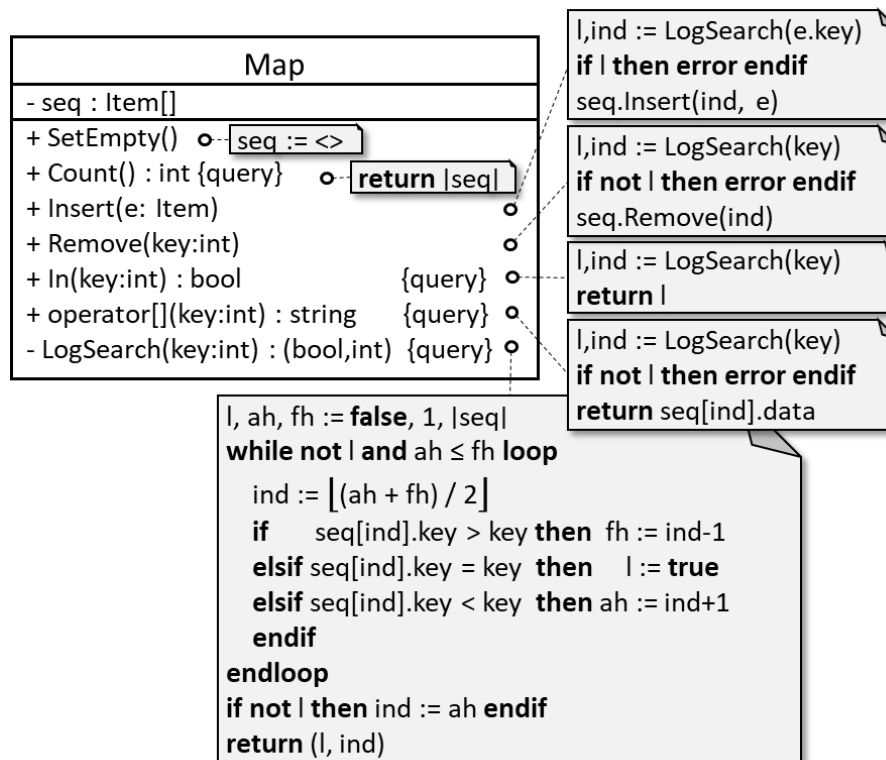 Map
- seq : Item[]
+ SetEmpty()
seq := <>
+ Count() : int {query}
return |seq|
+ Insert(e: Item)
+ Remove(key:int)
+ In(key:int) : bool {query}
+ operator[](key:int) : string {query}
- LogSearch(key:int) : (bool,int) {query}
l,ind := LogSearch(e.key)
if l then error endif
seq.Insert(ind, e)
l,ind := LogSearch(key)
if not l then error endif
seq.Remove(ind)
l,ind := LogSearch(key)
return l
l,ind := LogSearch(key)
if not l then error endif
return seq[ind].data
l, ah, fh := false, 1, |seq|
while not l and ah ≤ fh loop
ind := ⌊(ah + fh) / 2⌋
if seq[ind].key > key then fh := ind-1
elsif seq[ind].key = key then l := true
elsif seq[ind].key < key then ah := ind+1
endif
endloop
if not l then ind := ah endif
return (l, ind)